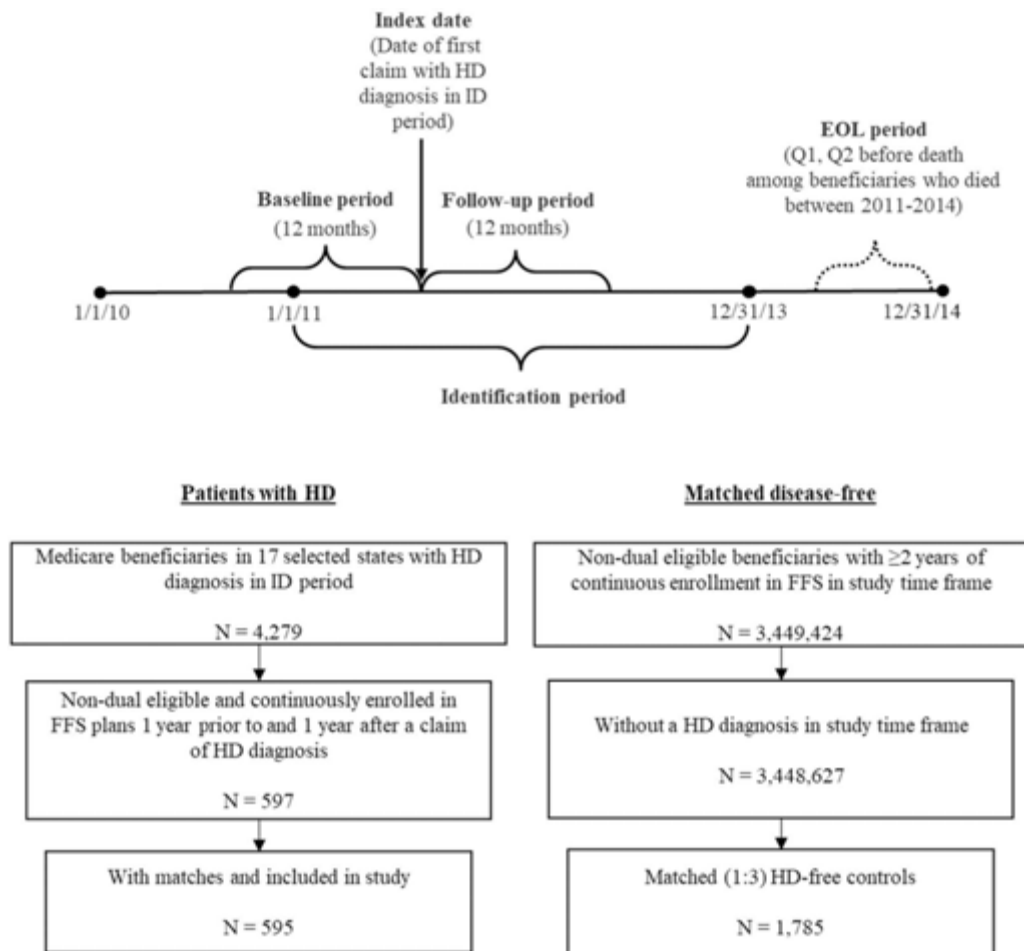 Index date
(Date of first
claim with HD
diagnosis in ID
period)
EOL period
(Q1, Q2 before death
among beneficiaries who died
between 2011-2014)
Baseline period
(12 months)
Follow-up period
(12 months)
1/1/10
1/1/11
12/31/13
12/31/14
Identification period
Patients with HD
Medicare beneficiaries in 17 selected states with HD
diagnosis in ID period
N = 4,279
Non-dual eligible and continuously enrolled in
FFS plans 1 year prior to and 1 year after a claim
of HD diagnosis
N = 597
With matches and included in study
N = 595
Matched disease-free
Non-dual eligible beneficiaries with ≥2 years of
continuous enrollment in FFS in study time frame
N = 3,449,424
Without a HD diagnosis in study time frame
N = 3,448,627
Matched (1:3) HD-free controls
N = 1,785